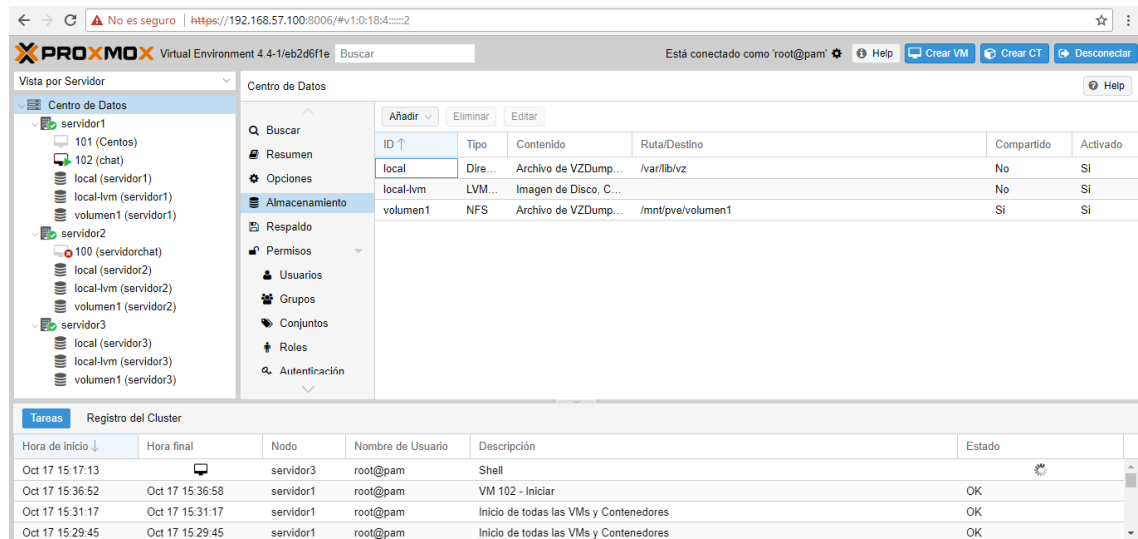 No es seguro | https://192.168.57.100:8006/#v1:0:18:4::::::2
PROXMOX Virtual Environment 4.4-1/eb2d6f1e Buscar Está conectado como 'root@pam' Help Crear VM Crear CT Desconectar
Vista por Servidor
Centro de Datos
servidor1
101 (Centos)
102 (chat)
local (servidor1)
local-lvm (servidor1)
volumen1 (servidor1)
servidor2
100 (servidorchat)
local (servidor2)
local-lvm (servidor2)
volumen1 (servidor2)
servidor3
local (servidor3)
local-lvm (servidor3)
volumen1 (servidor3)
Centro de Datos Help
Buscar
Resumen
Opciones
Almacenamiento
Respaldo
Permisos
Usuarios
Grupos
Conjuntos
Roles
Autenticación
Añadir Eliminar Editar
ID ↑ Tipo Contenido Ruta/Destino Compartido Activado
local Dire... Archivo de VZDump... /var/lib/vz No Si
local-lvm LVM... Imagen de Disco, C... No Si
volumen1 NFS Archivo de VZDump... /mnt/pve/volumen1 Si Si
Tareas Registro del Cluster
Hora de inicio ↓ Hora final Nodo Nombre de Usuario Descripción Estado
Oct 17 15:17:13 servidor3 root@pam Shell
Oct 17 15:36:52 Oct 17 15:36:58 servidor1 root@pam VM 102 - Iniciar OK
Oct 17 15:31:17 Oct 17 15:31:17 servidor1 root@pam Inicio de todas las VMs y Contenedores OK
Oct 17 15:29:45 Oct 17 15:29:45 servidor1 root@pam Inicio de todas las VMs y Contenedores OK